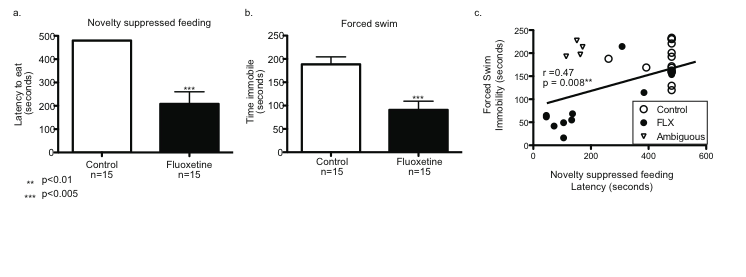 a.
Novelty suppressed feeding
Latency to eat
(seconds)
500
400
300
200
100
0
***
Control
n=15
Fluoxetine
n=15
** p<0.01
*** p<0.005
b.
Forced swim
Time immobile
(seconds)
250
200
150
100
50
0
***
Control
n=15
Fluoxetine
n=15
c.
Forced Swim
Immobility (seconds)
250
200
150
100
50
0
r =0.47
p = 0.008**
Control
FLX
Ambiguous
0 200 400 600
Novelty suppressed feeding
Latency (seconds)